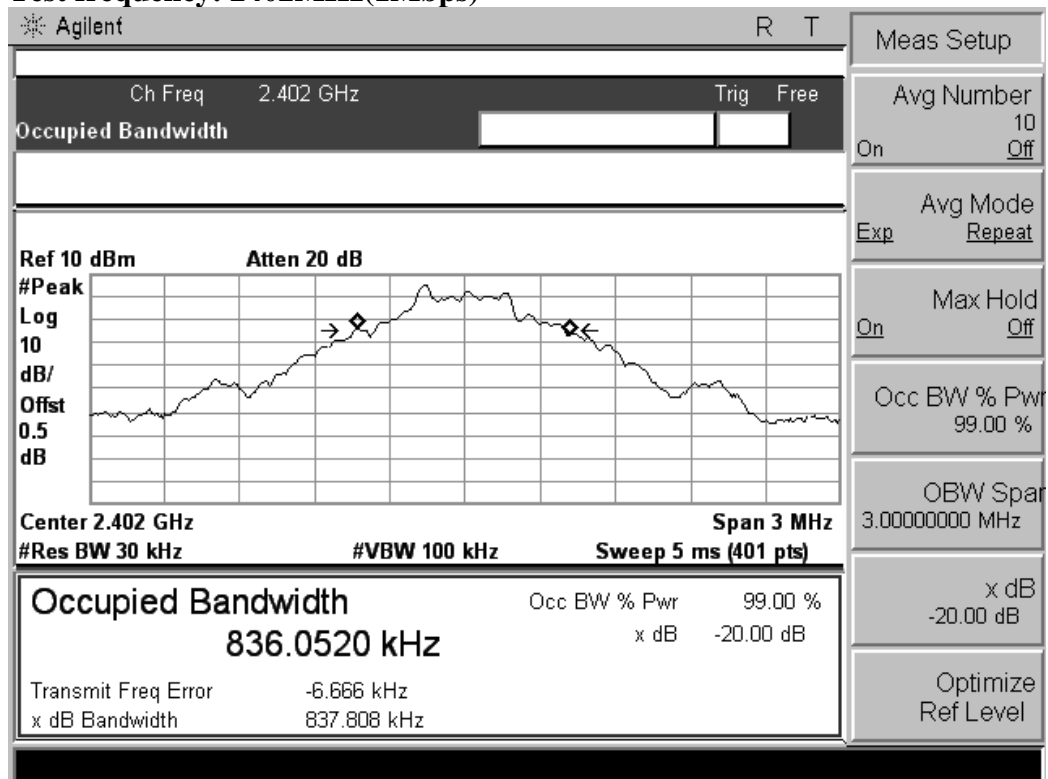 Test frequency: 2402MHz(1Mbps)
Agilent R T
Meas Setup
Ch Freq 2.402 GHz Trig Free
Occupied Bandwidth
Avg Number
10
On Off
Avg Mode
Exp Repeat
Max Hold
On Off
Occ BW % Pwr
99.00 %
OBW Span
3.00000000 MHz
x dB
-20.00 dB
Optimize
Ref Level
Ref 10 dBm Atten 20 dB
#Peak
Log
10
dB/
Offst
0.5
dB
Center 2.402 GHz Span 3 MHz
#Res BW 30 kHz #VBW 100 kHz Sweep 5 ms (401 pts)
Occupied Bandwidth Occ BW % Pwr 99.00 %
836.0520 kHz x dB -20.00 dB
Transmit Freq Error -6.666 kHz
x dB Bandwidth 837.808 kHz